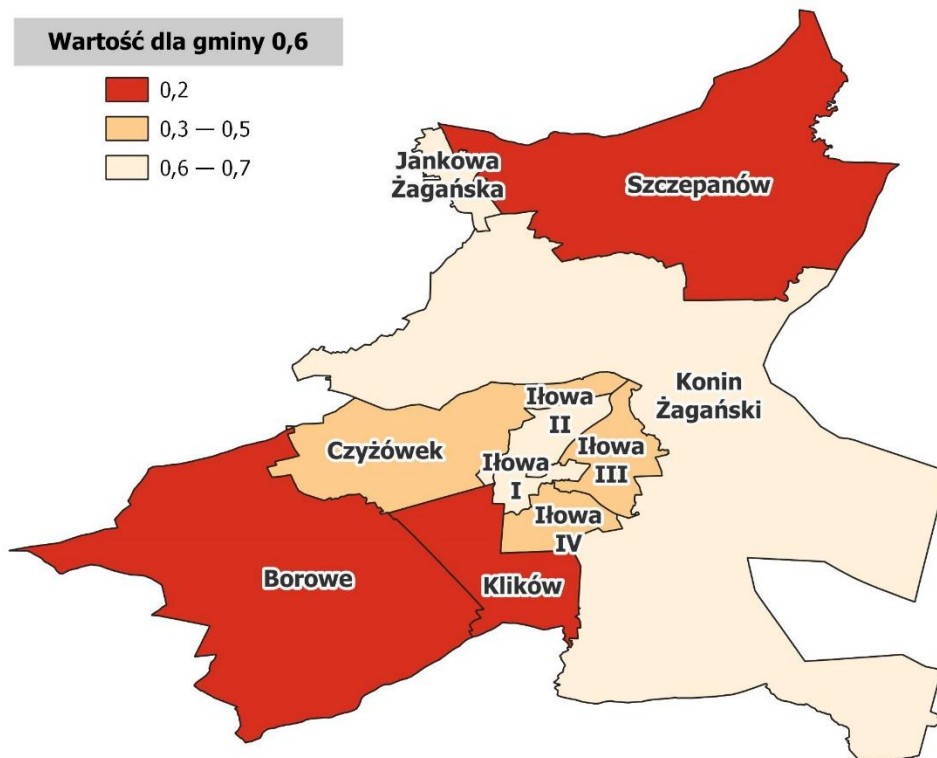 Wartość dla gminy 0,6
0,2
0,3 — 0,5
0,6 — 0,7
Jankowa
Żagańska
Szczepanów
Konin
Żagański
Iłowa
II
Czyżówek
Iłowa
III
Iłowa
I
Iłowa
IV
Borowe
Klików